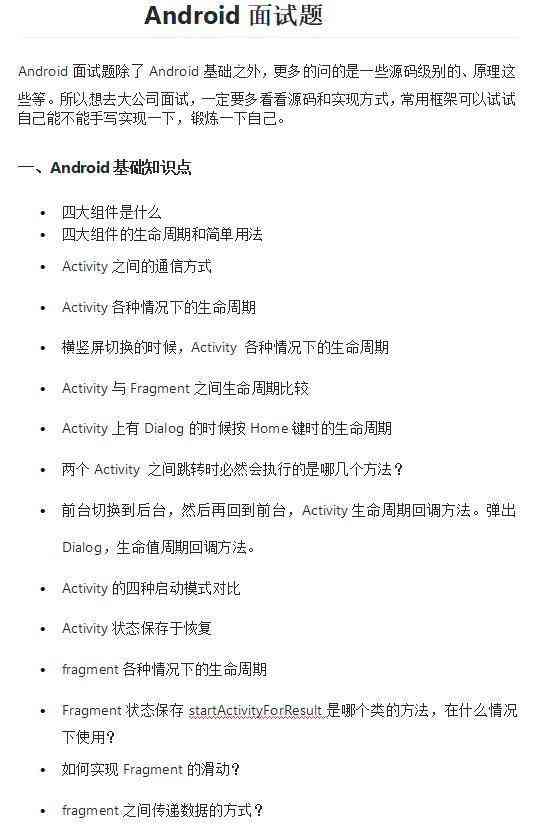 Android 面试题
Android 面试题除了 Android 基础之外，更多的问的是一些源码级别的、原理这
些等。所以想去大公司面试，一定要多看看源码和实现方式，常用框架可以试试
自己能不能手写实现一下，锻炼一下自己。
一、Android 基础知识点
• 四大组件是什么
• 四大组件的生命周期和简单用法
• Activity 之间的通信方式
• Activity 各种情况下的生命周期
• 横竖屏切换的时候，Activity 各种情况下的生命周期
• Activity 与 Fragment 之间生命周期比较
• Activity 上有 Dialog 的时候按 Home 键时的生命周期
• 两个 Activity 之间跳转时必然会执行的是哪几个方法？
• 前台切换到后台，然后再回到前台，Activity 生命周期回调方法。弹出
Dialog，生命值周期回调方法。
• Activity 的四种启动模式对比
• Activity 状态保存于恢复
• fragment 各种情况下的生命周期
• Fragment 状态保存 startActivityForResult 是哪个类的方法，在什么情况
下使用？
• 如何实现 Fragment 的滑动？
• fragment 之间传递数据的方式？